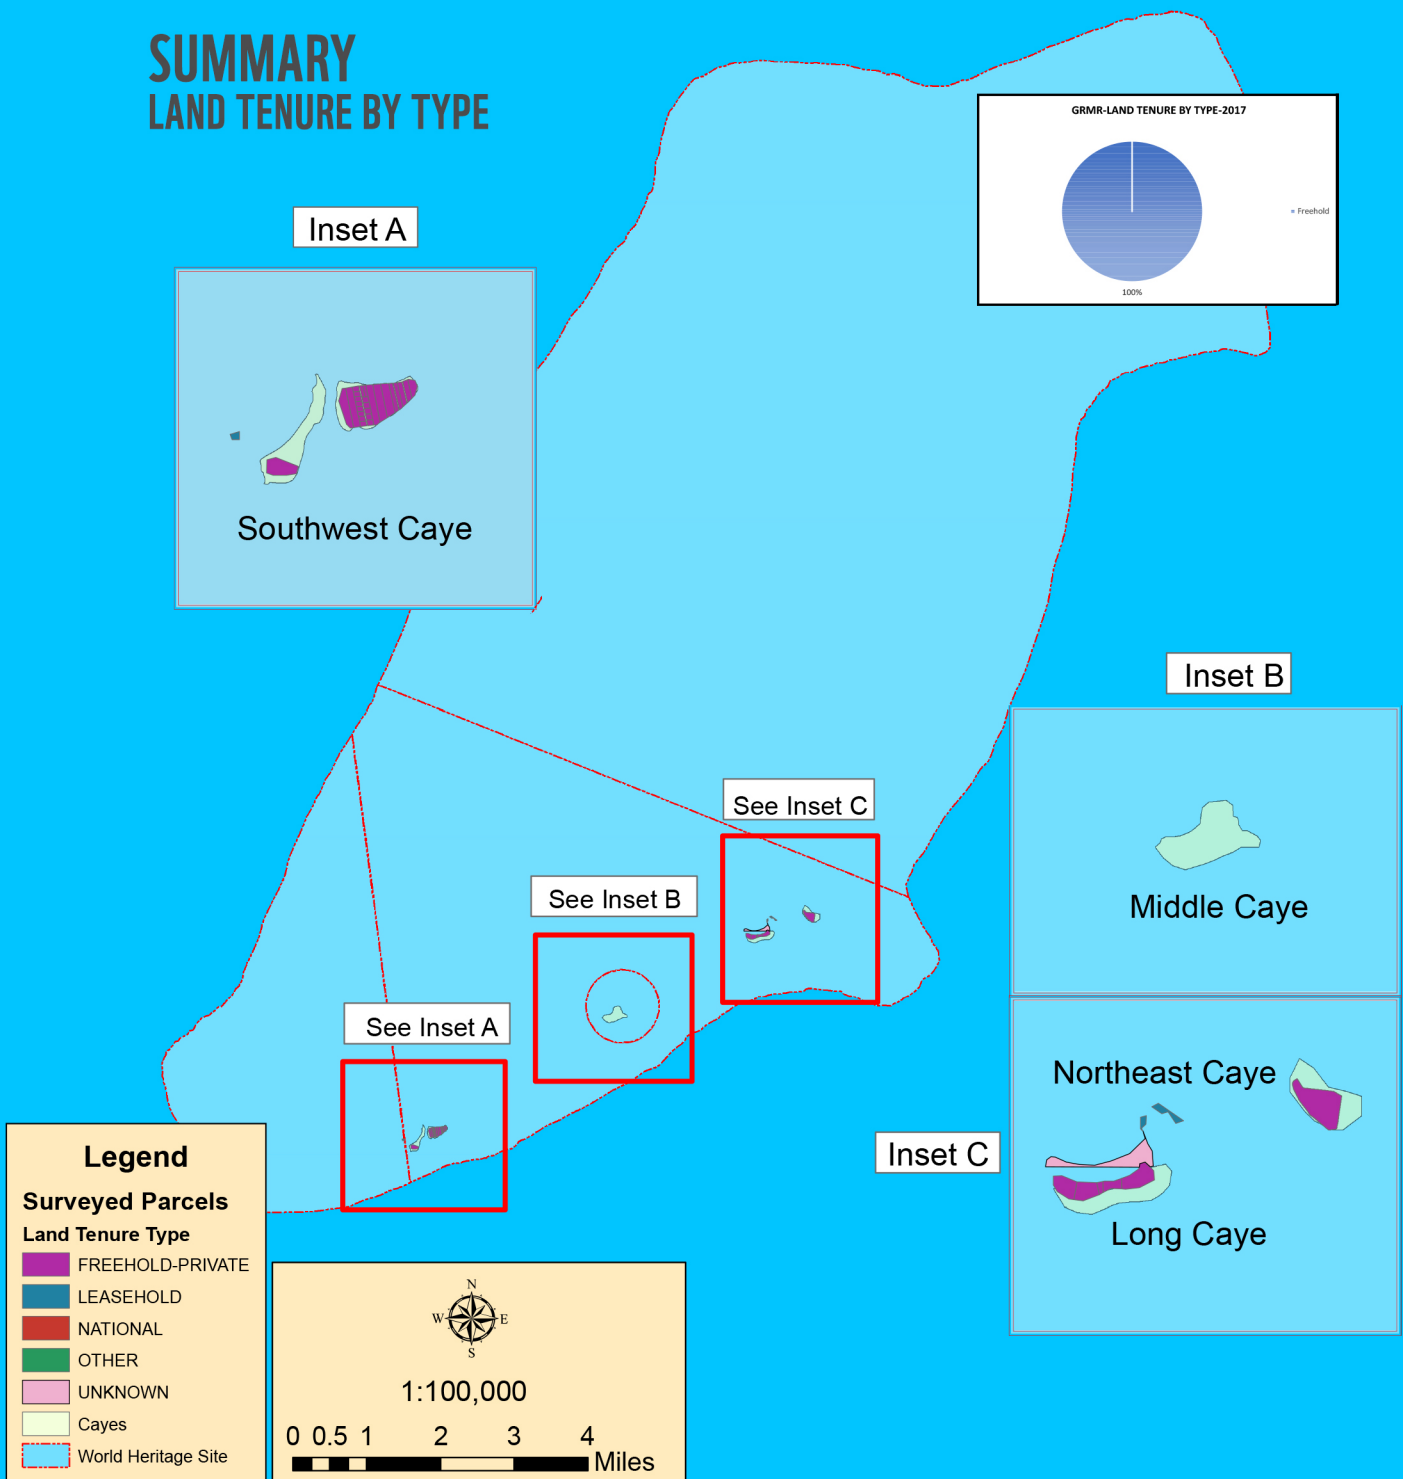 SUMMARY
LAND TENURE BY TYPE
GRMR-LAND TENURE BY TYPE-2017
Freehold
100%
Inset A
Southwest Caye
Inset B
Middle Caye
See Inset C
See Inset B
See Inset A
Northeast Caye
Inset C
Long Caye
Legend
Surveyed Parcels
Land Tenure Type
FREEHOLD-PRIVATE
LEASEHOLD
NATIONAL
OTHER
UNKNOWN
Cayes
World Heritage Site
N
W E
S
1:100,000
0 0.5 1 2 3 4
Miles